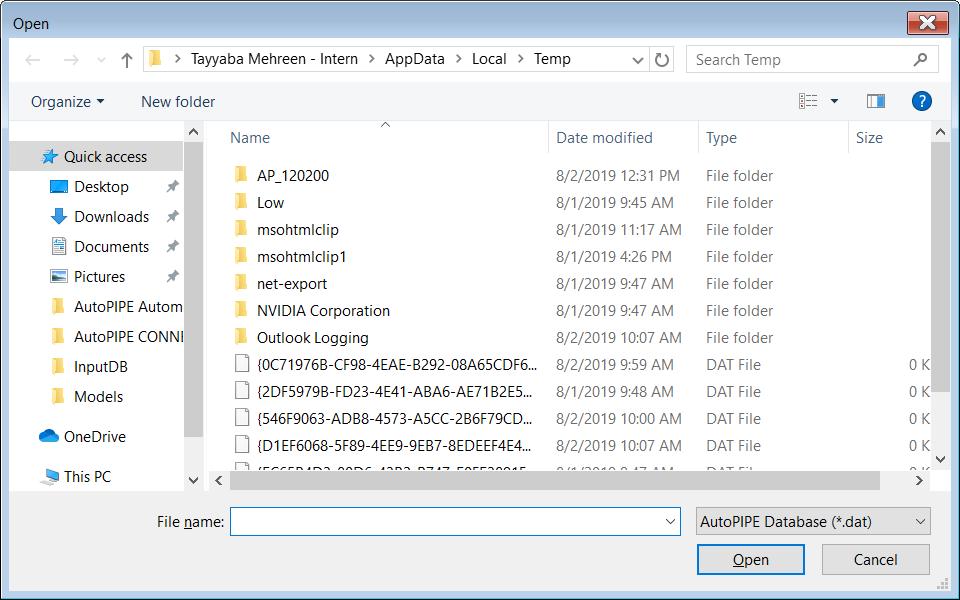 Open
Tayyaba Mehreen - Intern > AppData > Local > Temp
Search Temp
Organize
New folder
?
Quick access
Desktop
Downloads
Documents
Pictures
AutoPIPE Autom
AutoPIPE CONNE
InputDB
Models
OneDrive
This PC
Name Date modified Type Size
AP_120200 8/2/2019 12:31 PM File folder
Low 8/1/2019 9:45 AM File folder
msohtmlclip 8/1/2019 11:17 AM File folder
msohtmlclip1 8/1/2019 4:26 PM File folder
net-export 8/1/2019 9:47 AM File folder
NVIDIA Corporation 8/1/2019 9:47 AM File folder
Outlook Logging 8/2/2019 10:07 AM File folder
{0C71976B-CF98-4EAE-B292-08A65CDF6... 8/2/2019 9:59 AM DAT File 0 K
{2DF5979B-FD23-4E41-ABA6-AE71B2E5... 8/1/2019 9:48 AM DAT File 0 K
{546F9063-ADB8-4573-A5CC-2B6F79CD... 8/2/2019 10:00 AM DAT File 0 K
{D1EF6068-5F89-4EE9-9EB7-8EDEEF4E4... 8/2/2019 10:07 AM DAT File 0 K
File name:
AutoPIPE Database (*.dat)
Open
Cancel